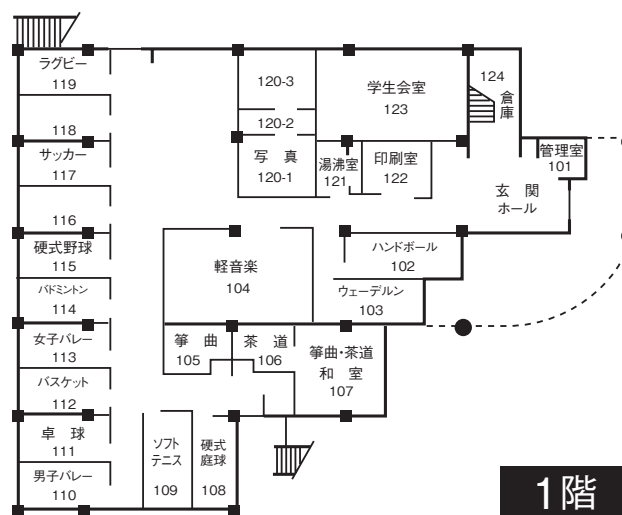 ラグビー
119
118
サッカー
117
116
硬式野球
115
バドミントン
114
女子バレー
113
バスケット
112
卓 球
111
男子バレー
110
ソフト
テニス
109
硬式
庭球
108
120-3
120-2
写 真
120-1
学生会室
123
湯沸室
121
印刷室
122
124
倉庫
管理室
101
玄 関
ホール
ハンドボール
102
ウェーデルン
103
軽音楽
104
箏 曲
105
茶 道
106
箏曲・茶道
和 室
107
1階